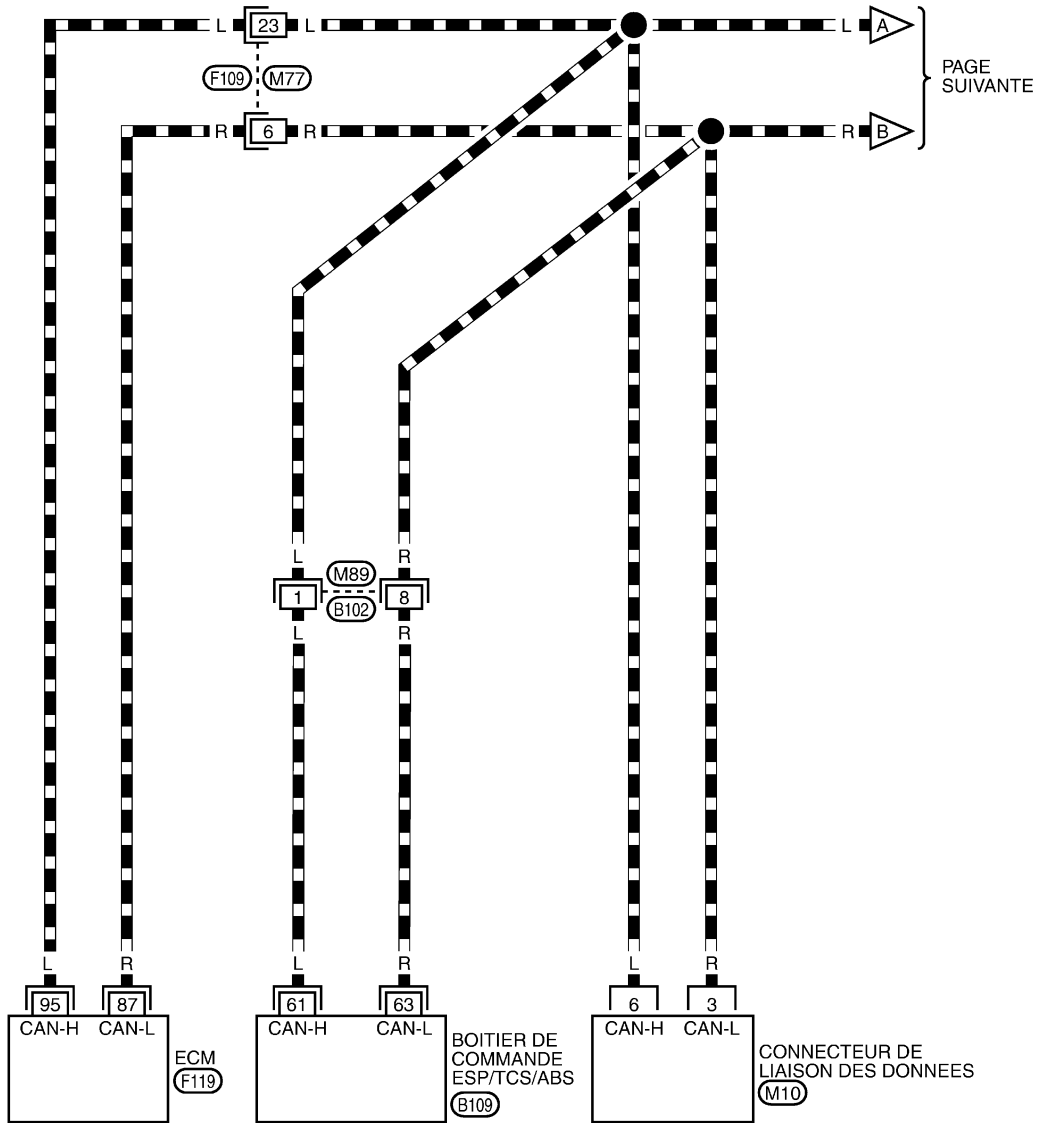 L 23 L L A
F109 M77
PAGE
SUIVANTE
R 6 R R B
L R
M89
1 8
B102
L R
L R L R L R
95 87 61 63 6 3
CAN-H CAN-L CAN-H CAN-L CAN-H CAN-L
ECM
F119
BOITIER DE
COMMANDE
ESP/TCS/ABS
B109
CONNECTEUR DE
LIAISON DES DONNEES
M10